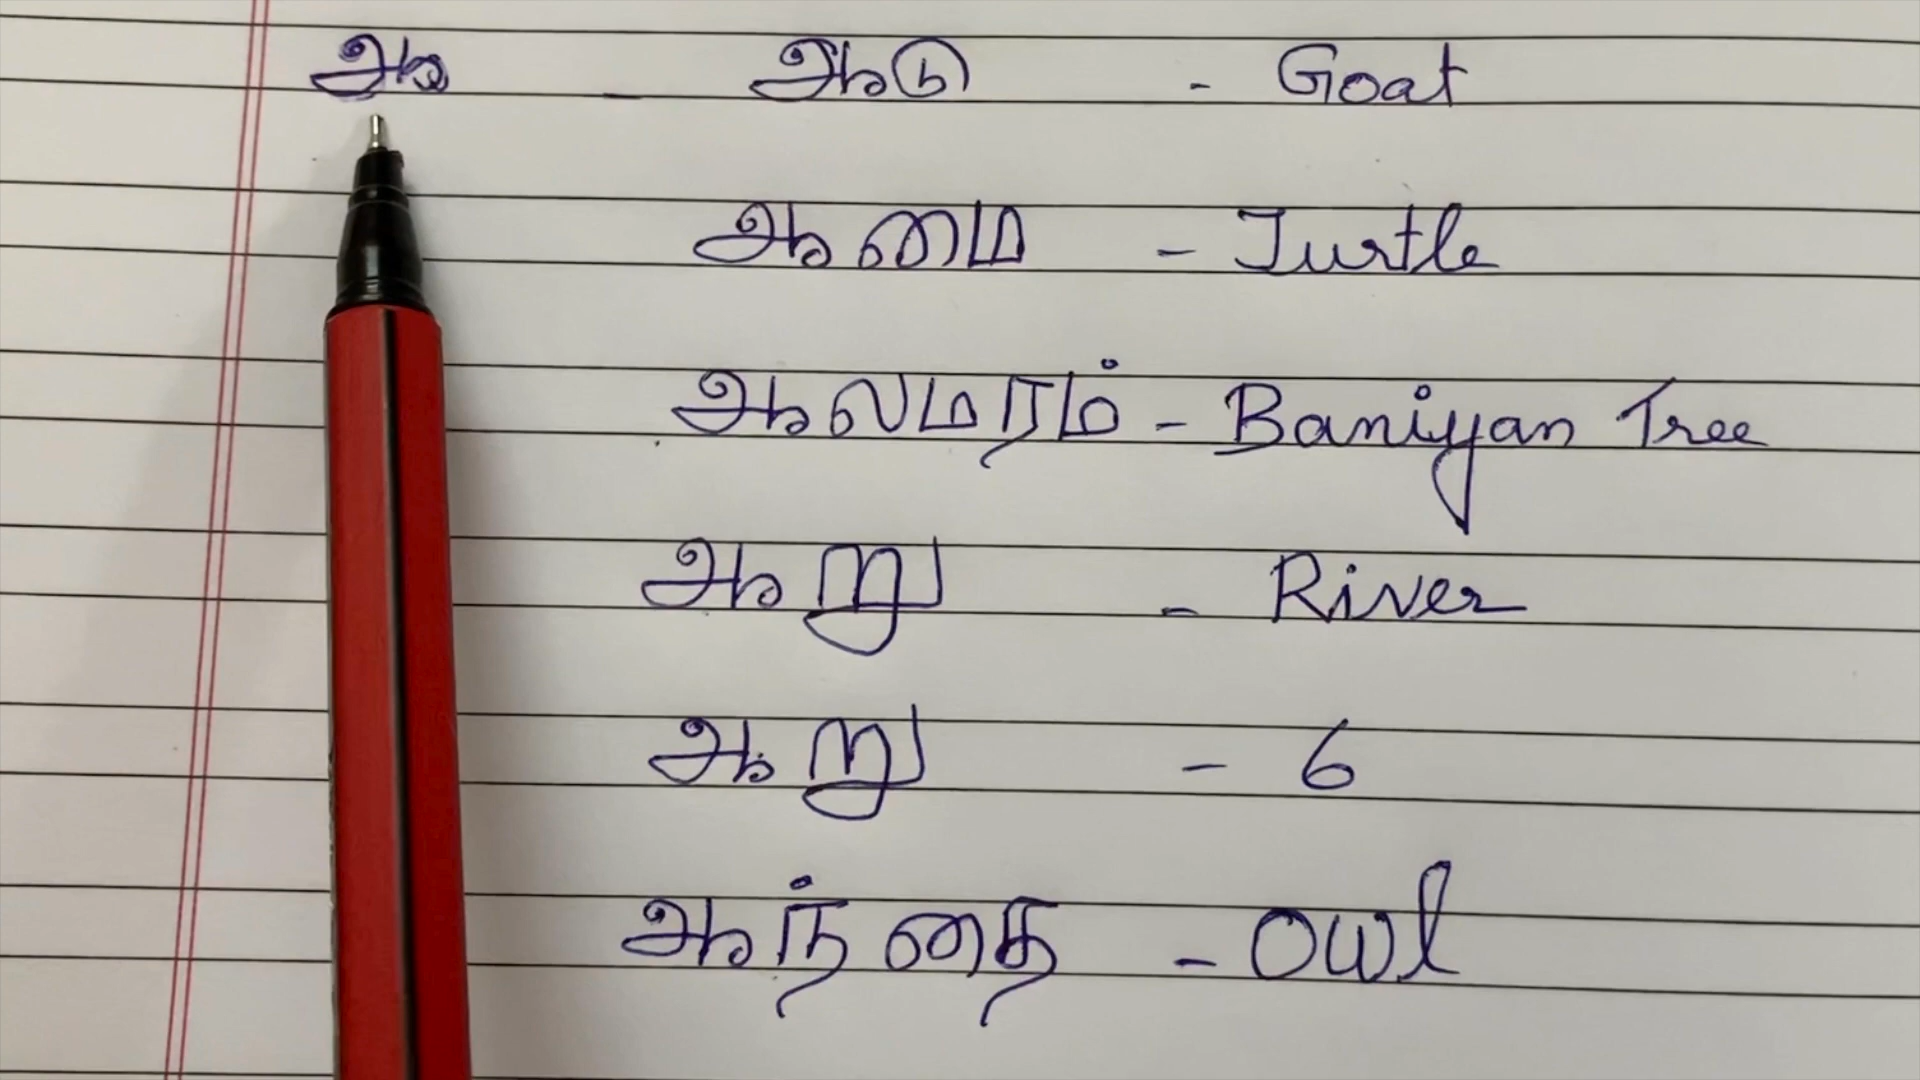 ஆ - ஆடு - Goat
ஆமை - Turtle
ஆலமரம் - Baniyan Tree
ஆறு - River
ஆறு - 6
ஆந்தை - Owl